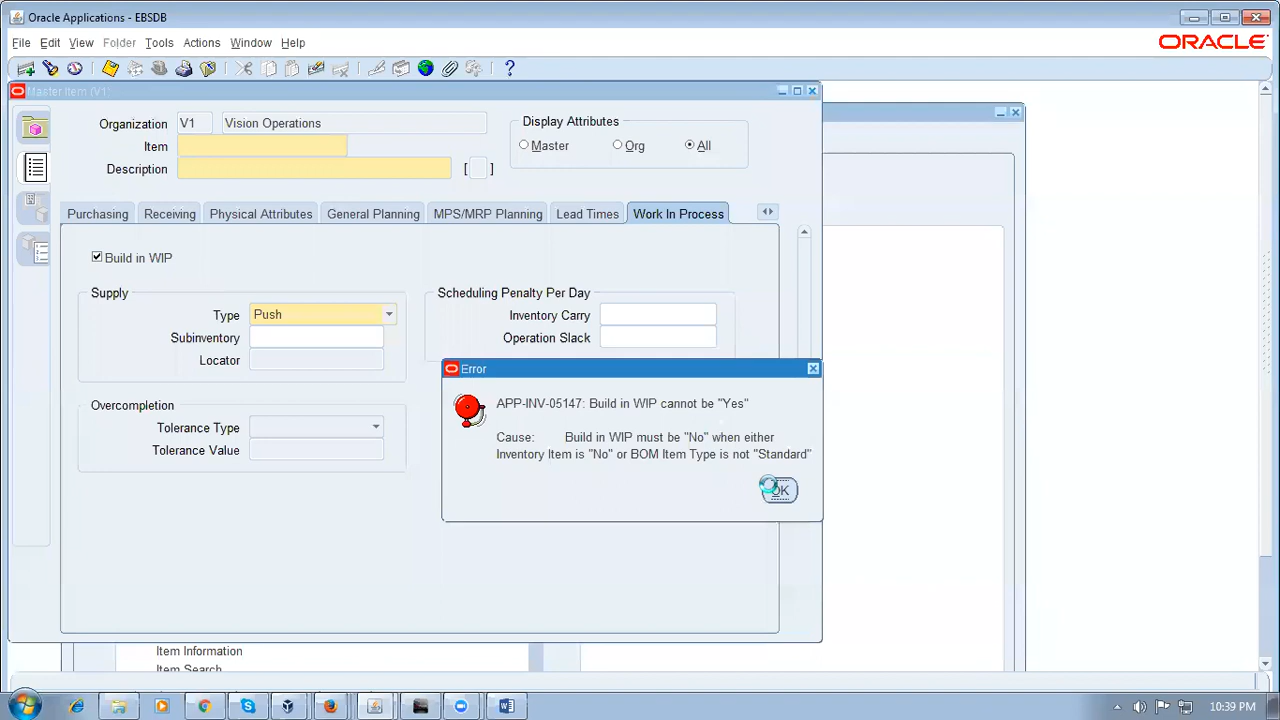 Oracle Applications - EBSDB
File Edit View Folder Tools Actions Window Help
ORACLE
Master Item (V1)
Organization V1 Vision Operations
Item
Description [ ]
Display Attributes
Master Org All
Purchasing Receiving Physical Attributes General Planning MPS/MRP Planning Lead Times Work In Process
Build in WIP
Supply
Type Push
Subinventory
Locator
Scheduling Penalty Per Day
Inventory Carry
Operation Slack
Overcompletion
Tolerance Type
Tolerance Value
Error
APP-INV-05147: Build in WIP cannot be "Yes"
Cause: Build in WIP must be "No" when either
Inventory Item is "No" or BOM Item Type is not "Standard"
OK
Item Information
Item Search
10:39 PM